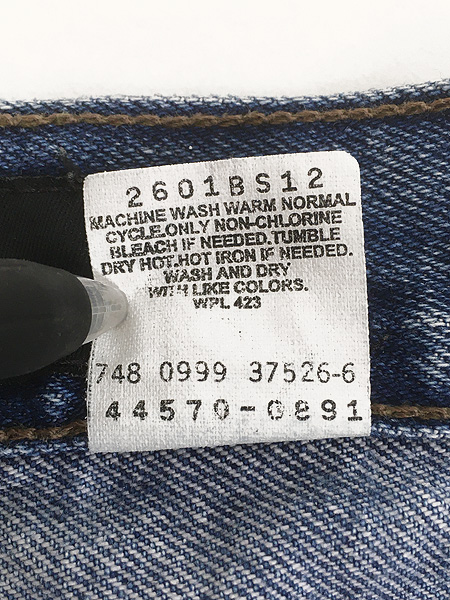 2601BS12
MACHINE WASH WARM NORMAL
CYCLE.ONLY NON-CHLORINE
BLEACH IF NEEDED.TUMBLE
DRY HOT.HOT IRON IF NEEDED.
WASH AND DRY
WITH LIKE COLORS.
WPL 423
748 0999 37526-6
44570-0891